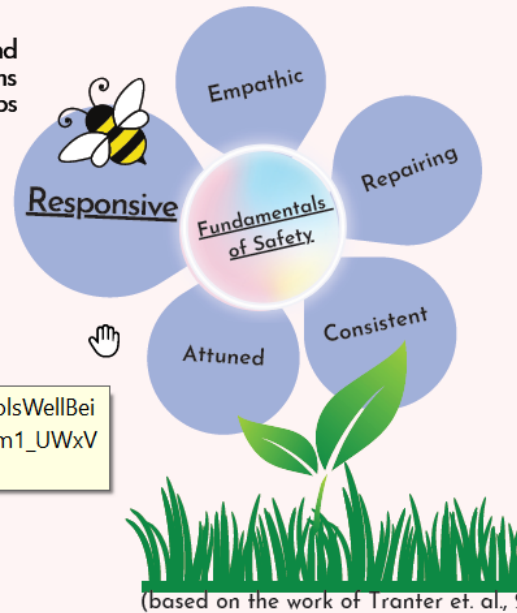 Empathic
Repairing
Responsive
Fundamentals
of Safety
Consistent
Attuned
(based on the work of Tranter et. al.,